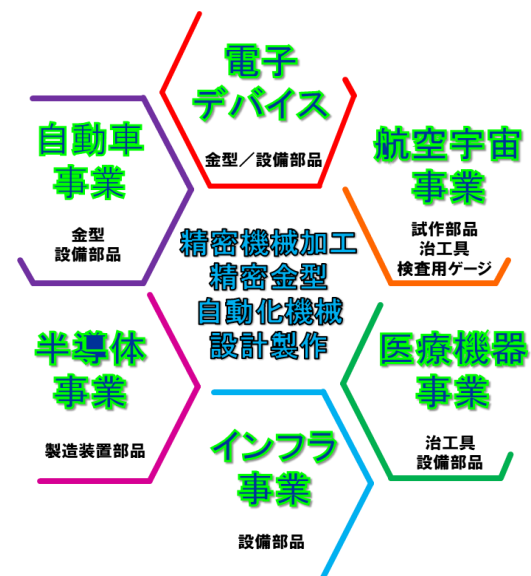 電子
デバイス
金型／設備部品
自動車
事業
金型
設備部品
航空宇宙
事業
試作部品
治工具
検査用ゲージ
精密機械加工
精密金型
自動化機械
設計製作
半導体
事業
製造装置部品
医療機器
事業
治工具
設備部品
インフラ
事業
設備部品